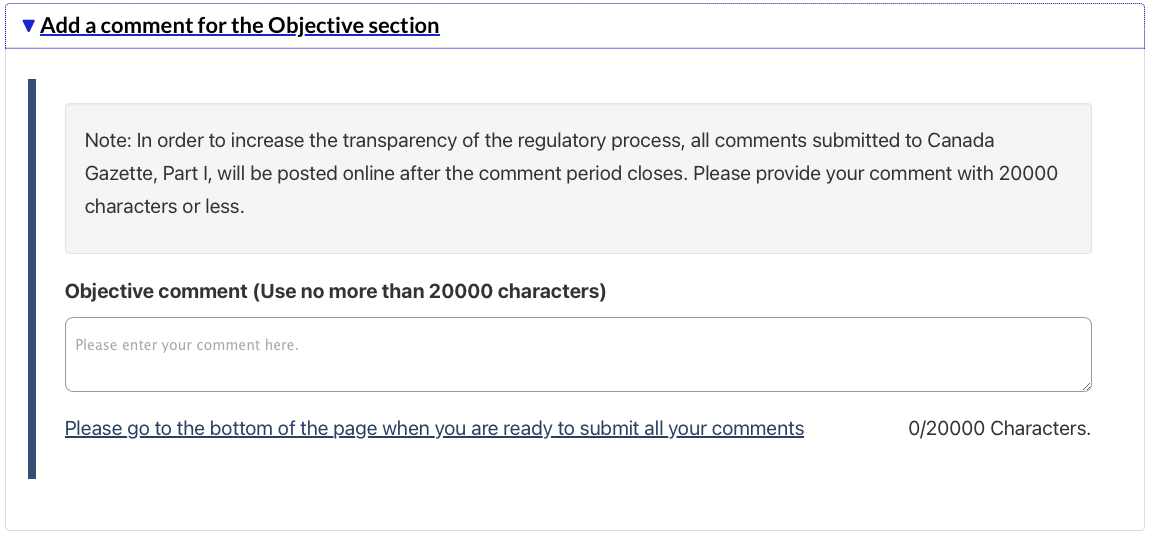 Add a comment for the Objective section
Note: In order to increase the transparency of the regulatory process, all comments submitted to Canada
Gazette, Part I, will be posted online after the comment period closes. Please provide your comment with 20000
characters or less.
Objective comment (Use no more than 20000 characters)
Please enter your comment here.
Please go to the bottom of the page when you are ready to submit all your comments 0/20000 Characters.